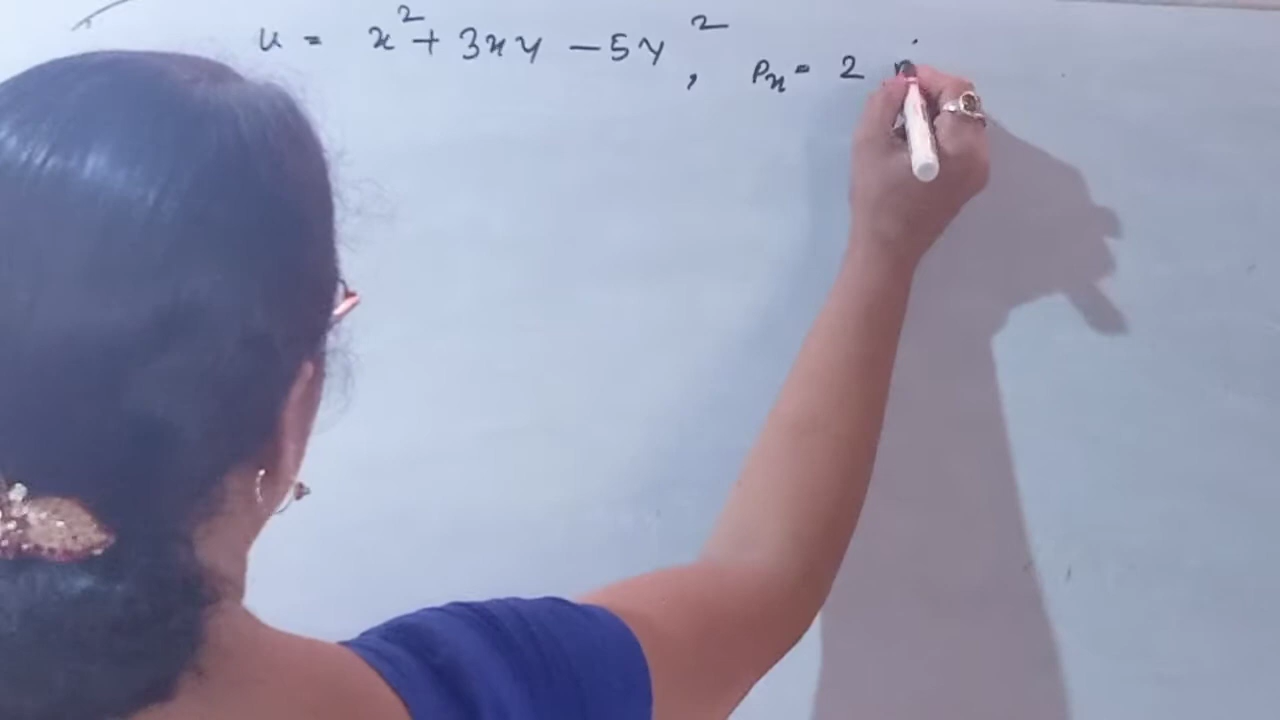 u = x² + 3xy - 5y², Px = 2